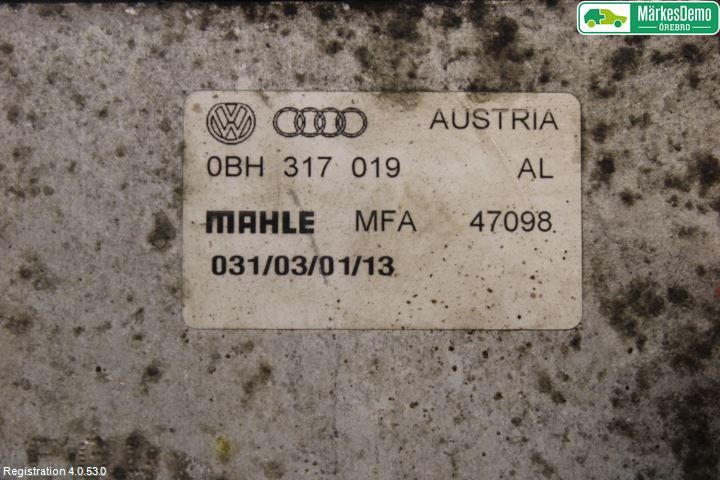 MärkesDemo
ÖREBRO
AUSTRIA
0BH 317 019 AL
MAHLE MFA 47098
031/03/01/13
Registration 4.0.53.0